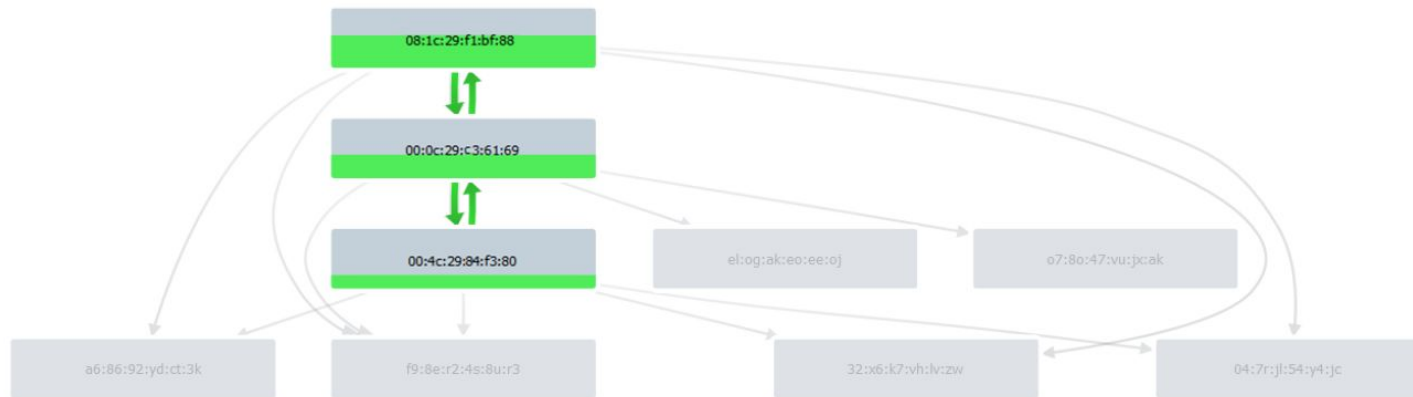 08:1c:29:f1:bf:88
00:0c:29:c3:61:69
00:4c:29:84:f3:80
el:og:ak:eo:ee:oj
o7:8o:47:vu:jx:ak
a6:86:92:yd:ct:3k
f9:8e:r2:4s:8u:r3
32:x6:k7:vh:lv:zw
04:7r:jl:54:y4:jc